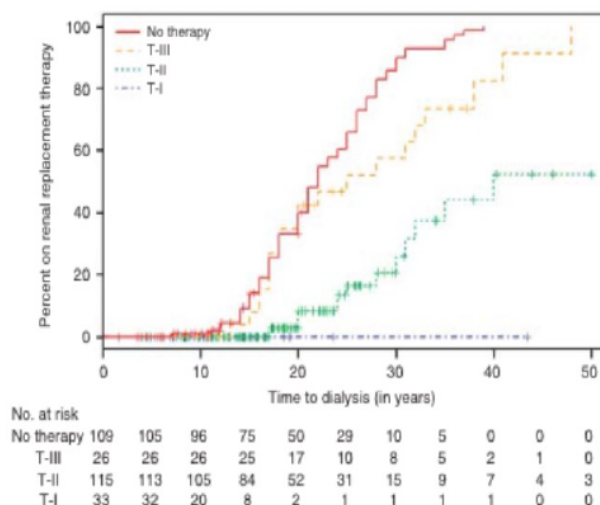 100
80
60
40
20
0
Percent on renal replacement therapy
No therapy
T-III
T-II
T-I
0 10 20 30 40 50
Time to dialysis (in years)
No. at risk
No therapy 109 105 96 75 50 29 10 5 0 0 0
T-III 26 26 26 25 17 10 8 5 2 1 0
T-II 115 113 105 84 52 31 15 9 7 4 3
T-I 33 32 20 8 2 1 1 1 1 0 0